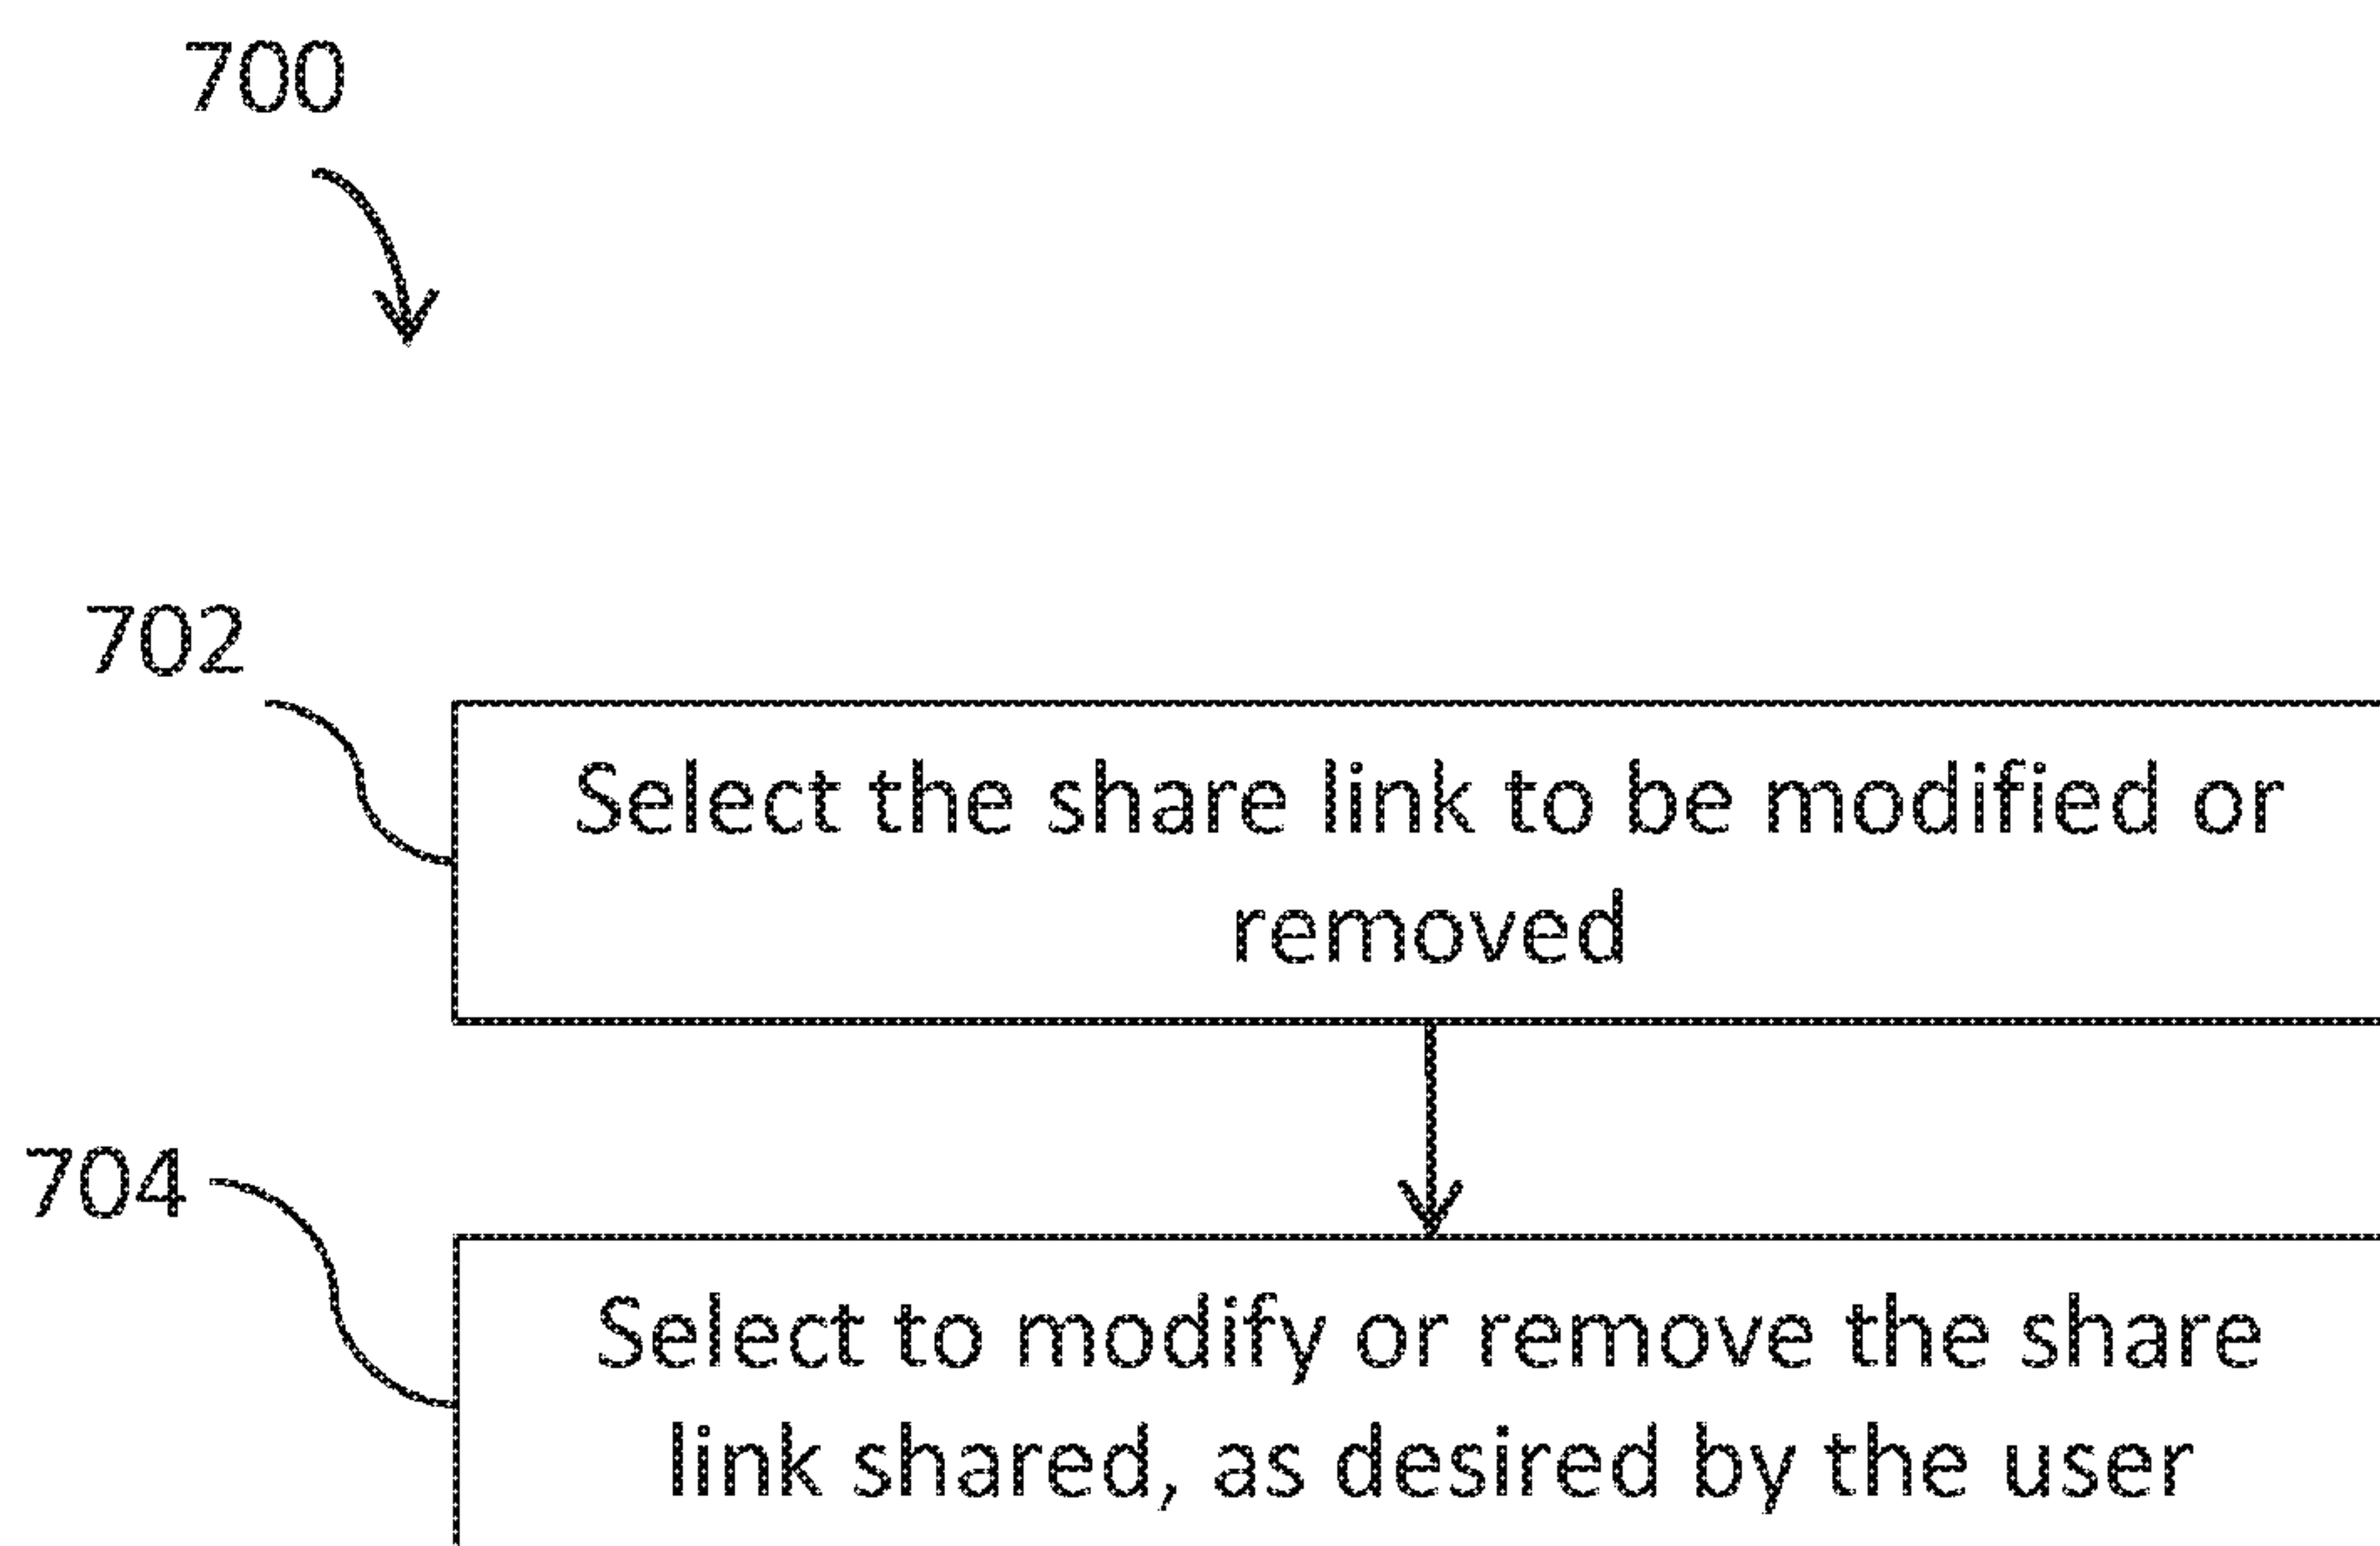 700
702
Select the share link to be modified or
removed
704
Select to modify or remove the share
link shared, as desired by the user